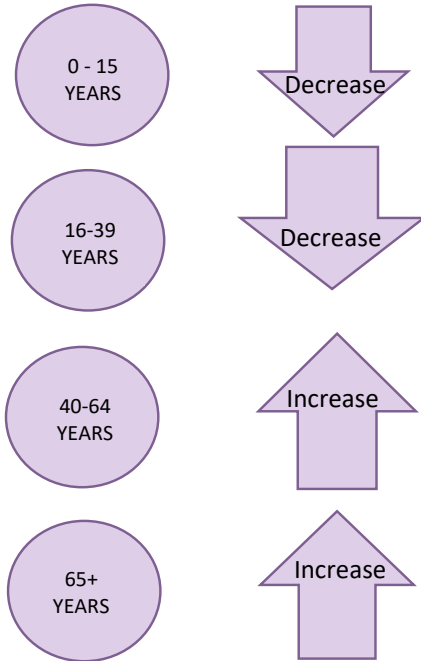 0 - 15
YEARS
Decrease
16-39
YEARS
Decrease
40-64
YEARS
Increase
65+
YEARS
Increase